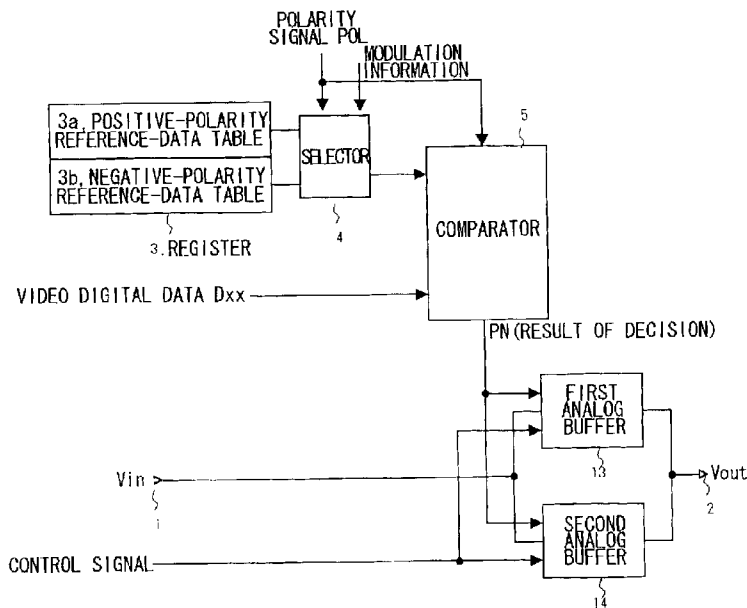 POLARITY
SIGNAL POL
MODULATION
INFORMATION
3a, POSITIVE-POLARITY
REFERENCE-DATA TABLE
3b, NEGATIVE-POLARITY
REFERENCE-DATA TABLE
3. REGISTER
SELECTOR
4
5
COMPARATOR
VIDEO DIGITAL DATA Dxx
PN(RESULT OF DECISION)
FIRST
ANALOG
BUFFER
13
Vin
1
Vout
2
SECOND
ANALOG
BUFFER
14
CONTROL SIGNAL